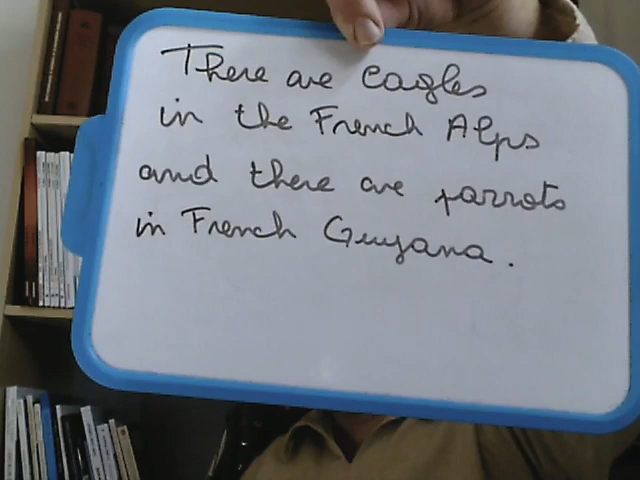 There are eagles
in the French Alps
and there are parrots
in French Guyana.